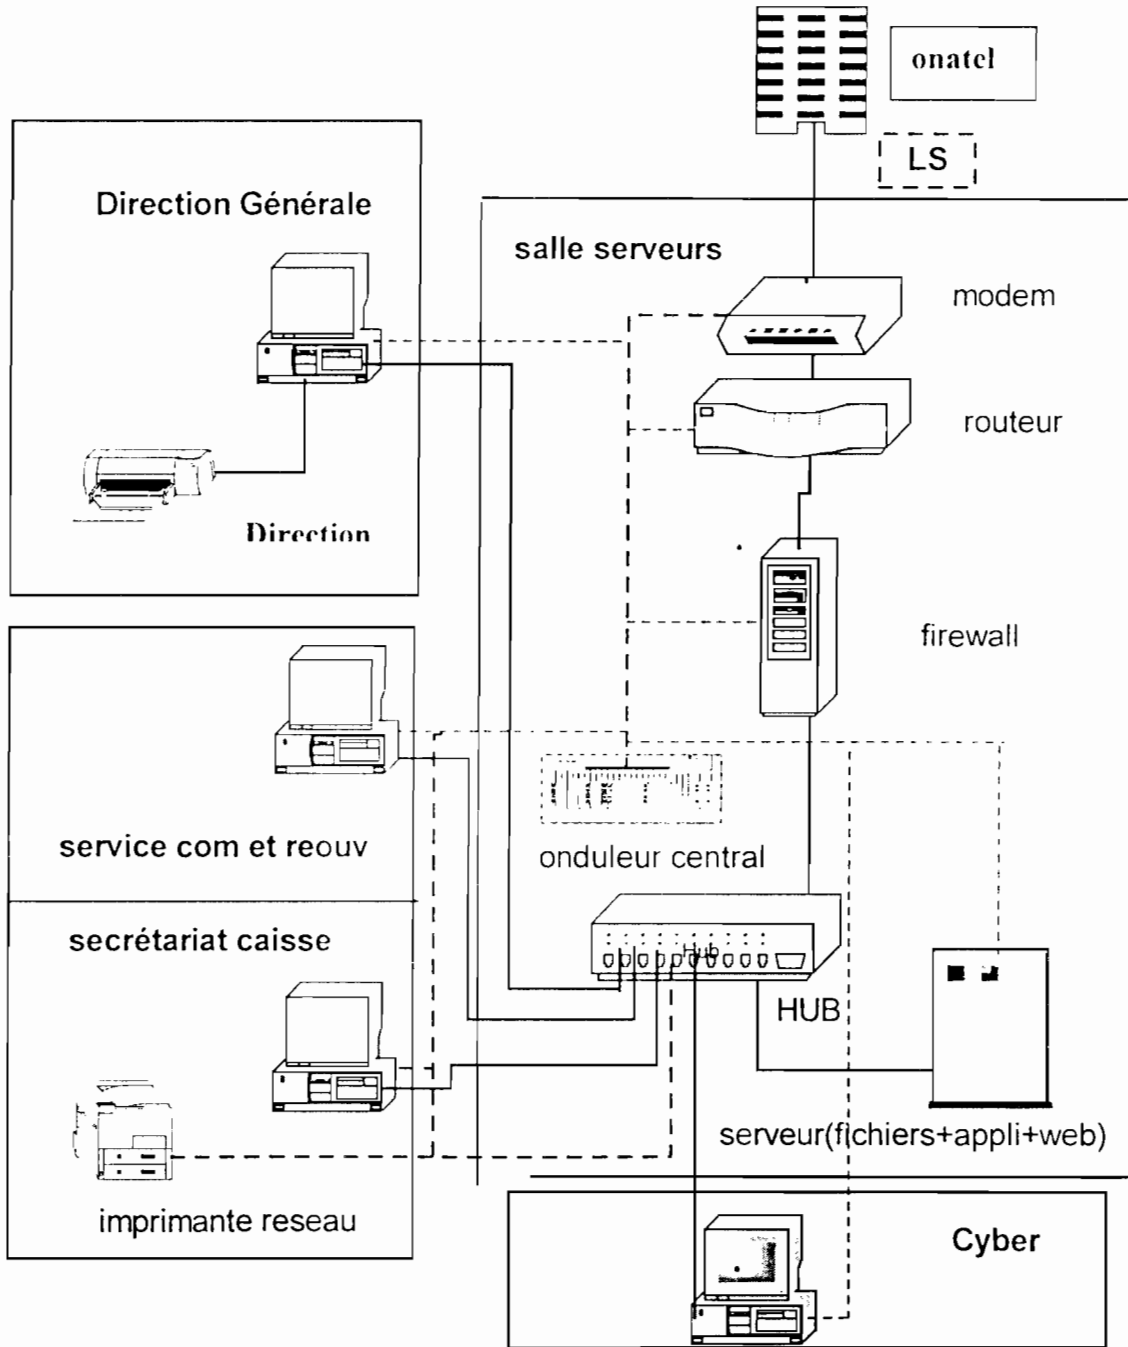 onatel
LS
Direction Générale
salle serveurs
modem
routeur
Direction
firewall
service com et reouv
onduleur central
secrétariat caisse
Hub
HUB
serveur(fichiers+appli+web)
imprimante reseau
Cyber